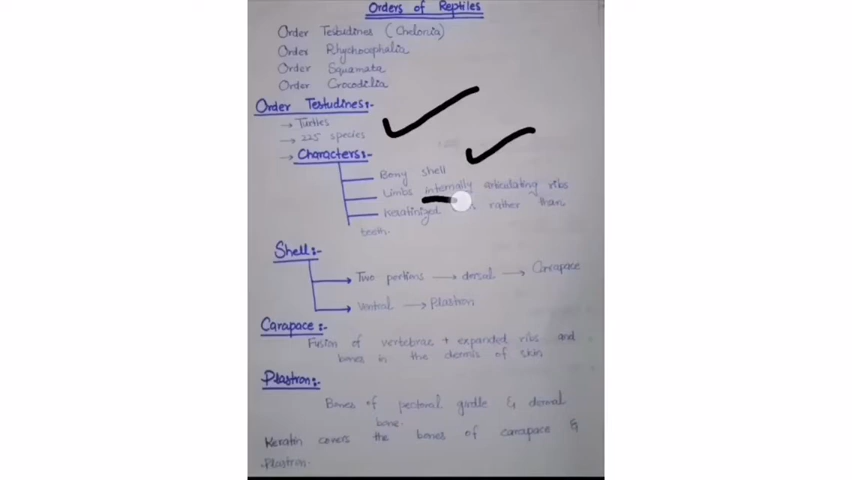 Orders of Reptiles
Order Testudines (Chelonia)
Order Rhychocephalia
Order Squamata
Order Crocodilia
Order Testudines:-
→ Turtles
→ 225 species
→ Characters:-
Bony shell
Limbs internally articulating ribs
Keratinized rather than
teeth.
Shell:-
Two portions → dorsal → Carapace
Ventral → Plastron
Carapace:-
Fusion of vertebrae + expanded ribs and
bones in the dermis of skin
Plastron:-
Bones of pectoral girdle & dermal
bone.
Keratin covers the bones of carapace &
Plastron.